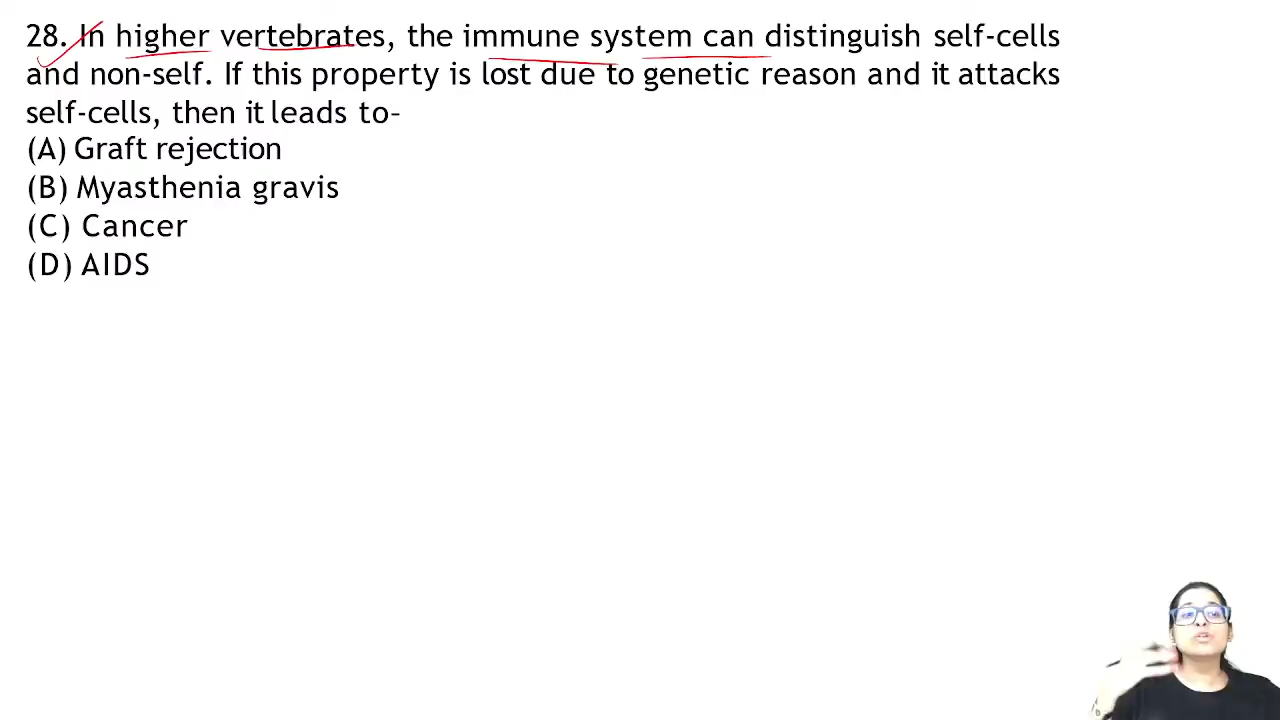 28. In higher vertebrates, the immune system can distinguish self-cells
and non-self. If this property is lost due to genetic reason and it attacks
self-cells, then it leads to–
(A) Graft rejection
(B) Myasthenia gravis
(C) Cancer
(D) AIDS